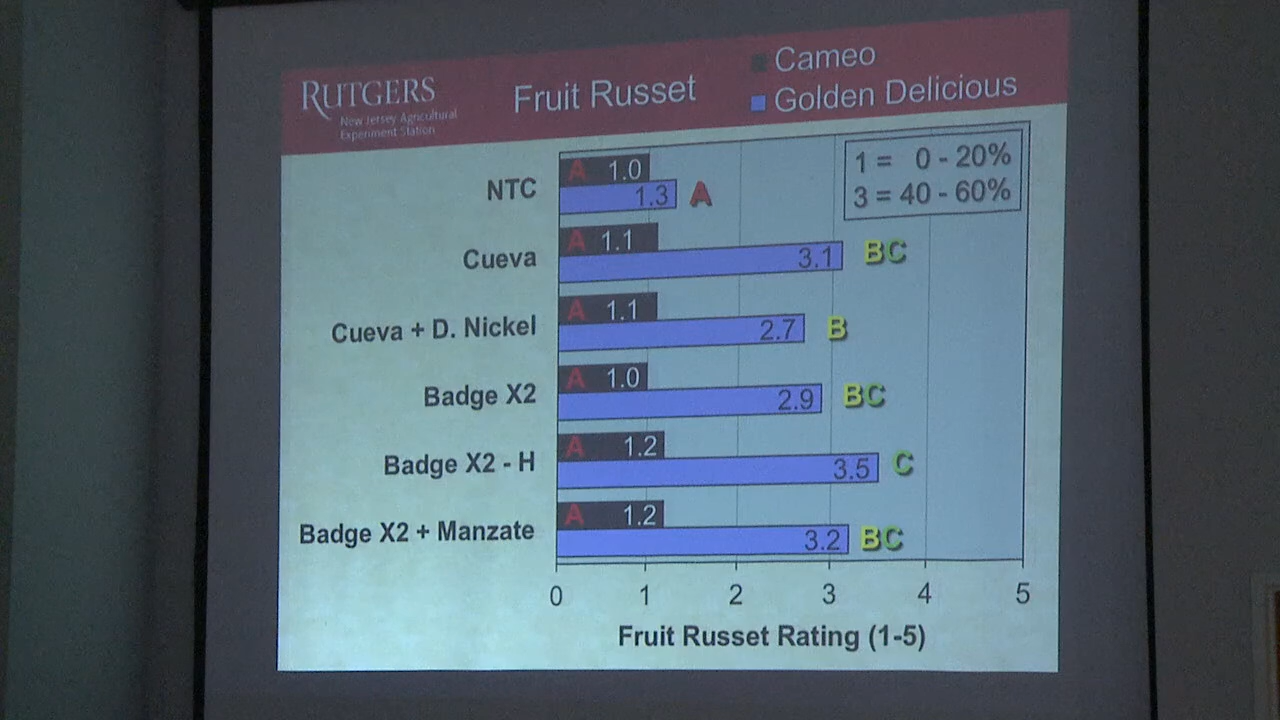 RUTGERS
New Jersey Agricultural
Experiment Station
Fruit Russet
Cameo
Golden Delicious
1 = 0 - 20%
3 = 40 - 60%
NTC
A 1.0
1.3 A
Cueva
A 1.1
3.1 BC
Cueva + D. Nickel
A 1.1
2.7 B
Badge X2
A 1.0
2.9 BC
Badge X2 - H
A 1.2
3.5 C
Badge X2 + Manzate
A 1.2
3.2 BC
0 1 2 3 4 5
Fruit Russet Rating (1-5)